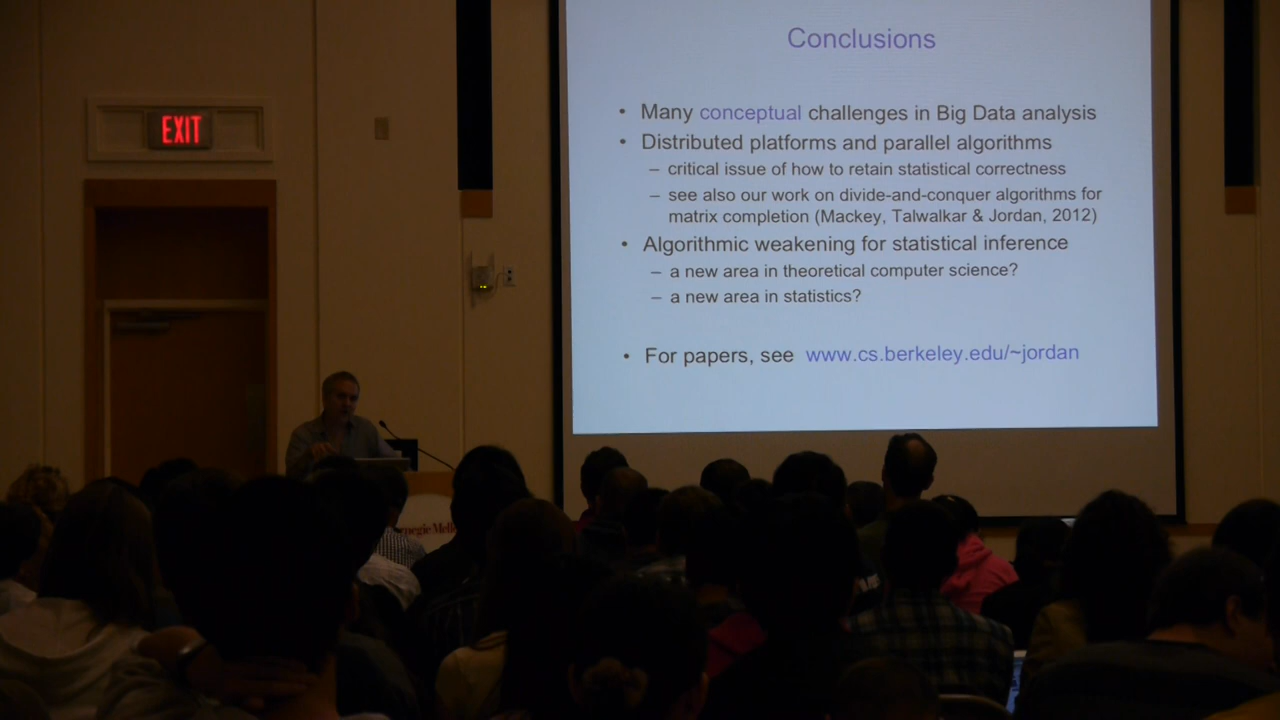 Conclusions
• Many conceptual challenges in Big Data analysis
• Distributed platforms and parallel algorithms
– critical issue of how to retain statistical correctness
– see also our work on divide-and-conquer algorithms for
matrix completion (Mackey, Talwalkar & Jordan, 2012)
• Algorithmic weakening for statistical inference
– a new area in theoretical computer science?
– a new area in statistics?
• For papers, see www.cs.berkeley.edu/~jordan
EXIT